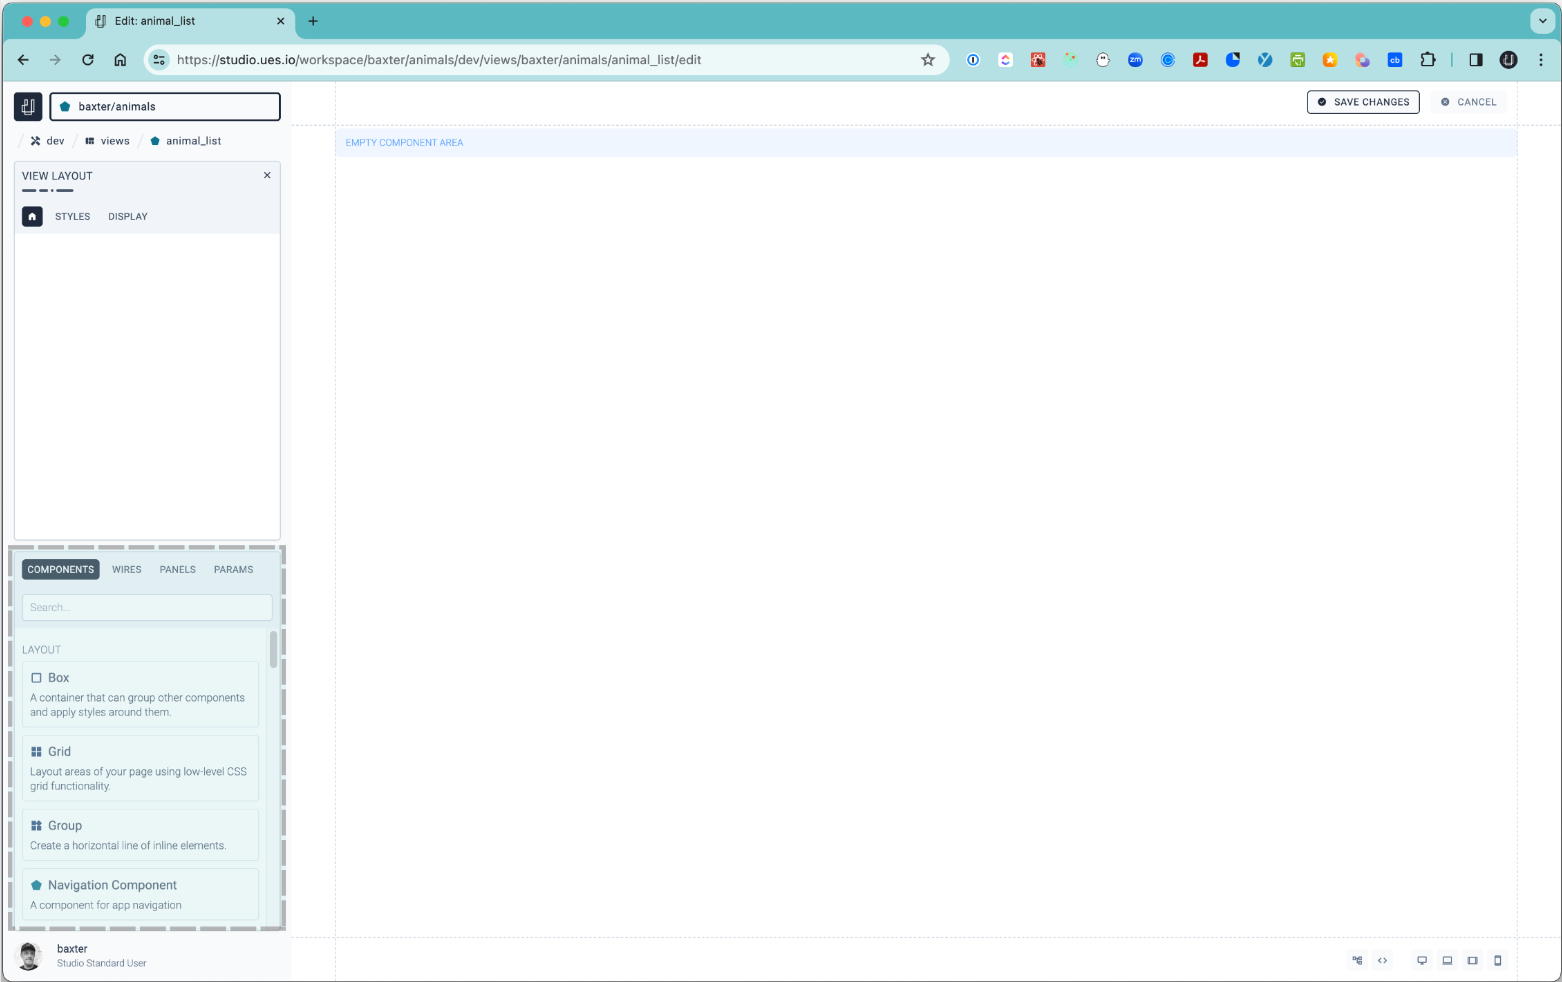 Edit: animal_list
https://studio.ues.io/workspace/baxter/animals/dev/views/baxter/animals/animal_list/edit
zm
cb
baxter/animals
SAVE CHANGES
CANCEL
/ dev / views / animal_list
EMPTY COMPONENT AREA
VIEW LAYOUT
STYLES
DISPLAY
COMPONENTS
WIRES
PANELS
PARAMS
Search...
LAYOUT
Box
A container that can group other components
and apply styles around them.
Grid
Layout areas of your page using low-level CSS
grid functionality.
Group
Create a horizontal line of inline elements.
Navigation Component
A component for app navigation
baxter
Studio Standard User